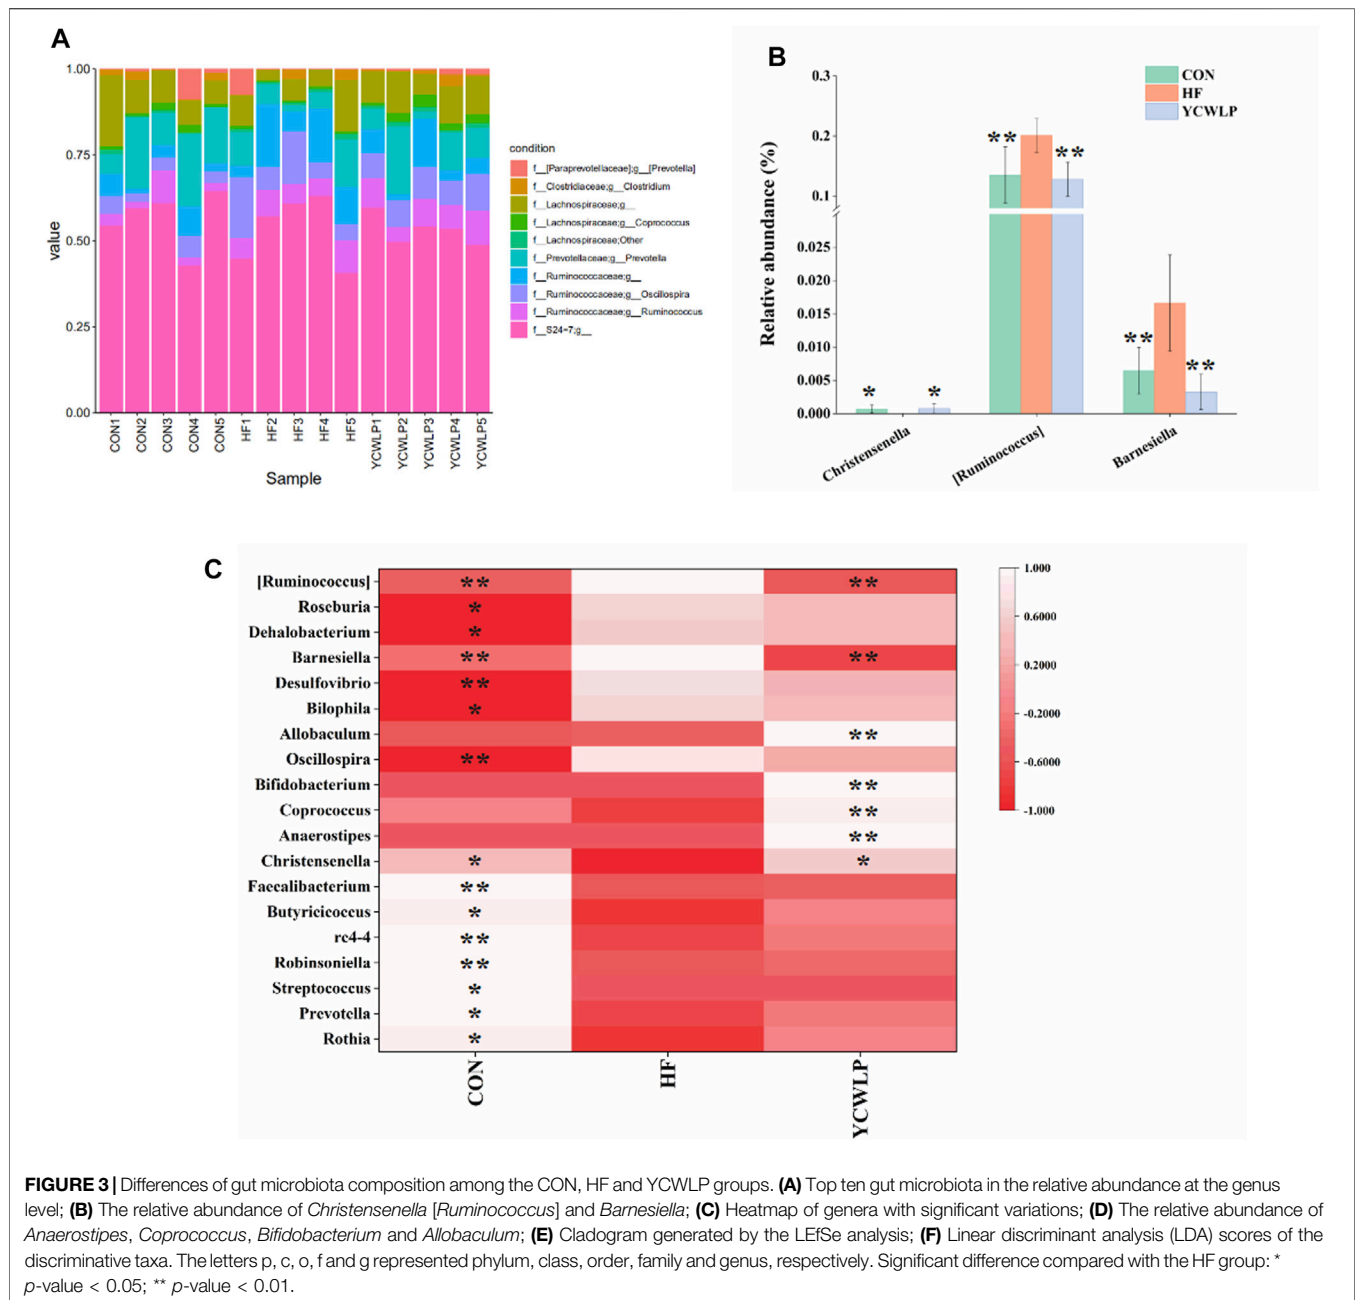 A
1.00
0.75
0.50
0.25
0.00
value
CON1
CON2
CON3
CON4
CON5
HF1
HF2
HF3
HF4
HF5
YCWLP1
YCWLP2
YCWLP3
YCWLP4
YCWLP5
Sample
condition
f__[Paraprevotellaceae];g__[Prevotella]
f__Clostridiaceae;g__Clostridium
f__Lachnospiraceae;g__
f__Lachnospiraceae;g__Coprococcus
f__Lachnospiraceae;Other
f__Prevotellaceae;g__Prevotella
f__Ruminococcaceae;g__
f__Ruminococcaceae;g__Oscillospira
f__Ruminococcaceae;g__Ruminococcus
f__S24-7;g__
B
Relative abundance (%)
0.3
0.2
0.1
0.025
0.020
0.015
0.010
0.005
0.000
CON
HF
YCWLP
*
*
**
**
**
**
Christensenella
[Ruminococcus]
Barnesiella
C
[Ruminococcus] ** **
Roseburia *
Dehalobacterium *
Barnesiella ** **
Desulfovibrio **
Bilophila *
Allobaculum **
Oscillospira **
Bifidobacterium **
Coprococcus **
Anaerostipes **
Christensenella * *
Faecalibacterium **
Butyricicoccus *
rc4-4 **
Robinsoniella **
Streptococcus *
Prevotella *
Rothia *
CON
HF
YCWLP
1.000
0.6000
0.2000
-0.2000
-0.6000
-1.000
FIGURE 3 | Differences of gut microbiota composition among the CON, HF and YCWLP groups. (A) Top ten gut microbiota in the relative abundance at the genus
level; (B) The relative abundance of Christensenella [Ruminococcus] and Barnesiella; (C) Heatmap of genera with significant variations; (D) The relative abundance of
Anaerostipes, Coprococcus, Bifidobacterium and Allobaculum; (E) Cladogram generated by the LEfSe analysis; (F) Linear discriminant analysis (LDA) scores of the
discriminative taxa. The letters p, c, o, f and g represented phylum, class, order, family and genus, respectively. Significant difference compared with the HF group: *
p-value < 0.05; ** p-value < 0.01.